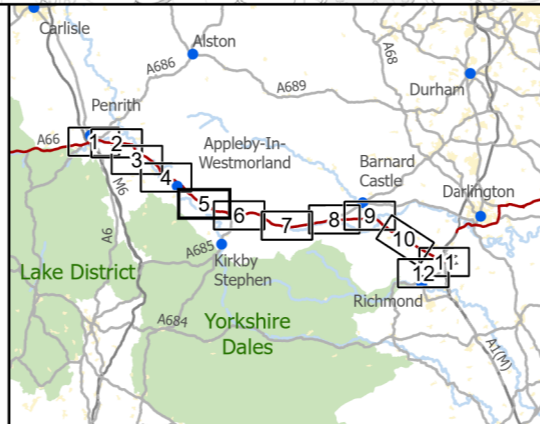 Carlisle
Alston
A68
A686
A689
Durham
Penrith
A66
1
2
3
Appleby-In-
Westmorland
Barnard
Castle
4
M6
Darlington
5
6
7
8
9
A6
10
A685
11
Lake District
Kirkby
Stephen
12
Richmond
A684
Yorkshire
Dales
A1(M)